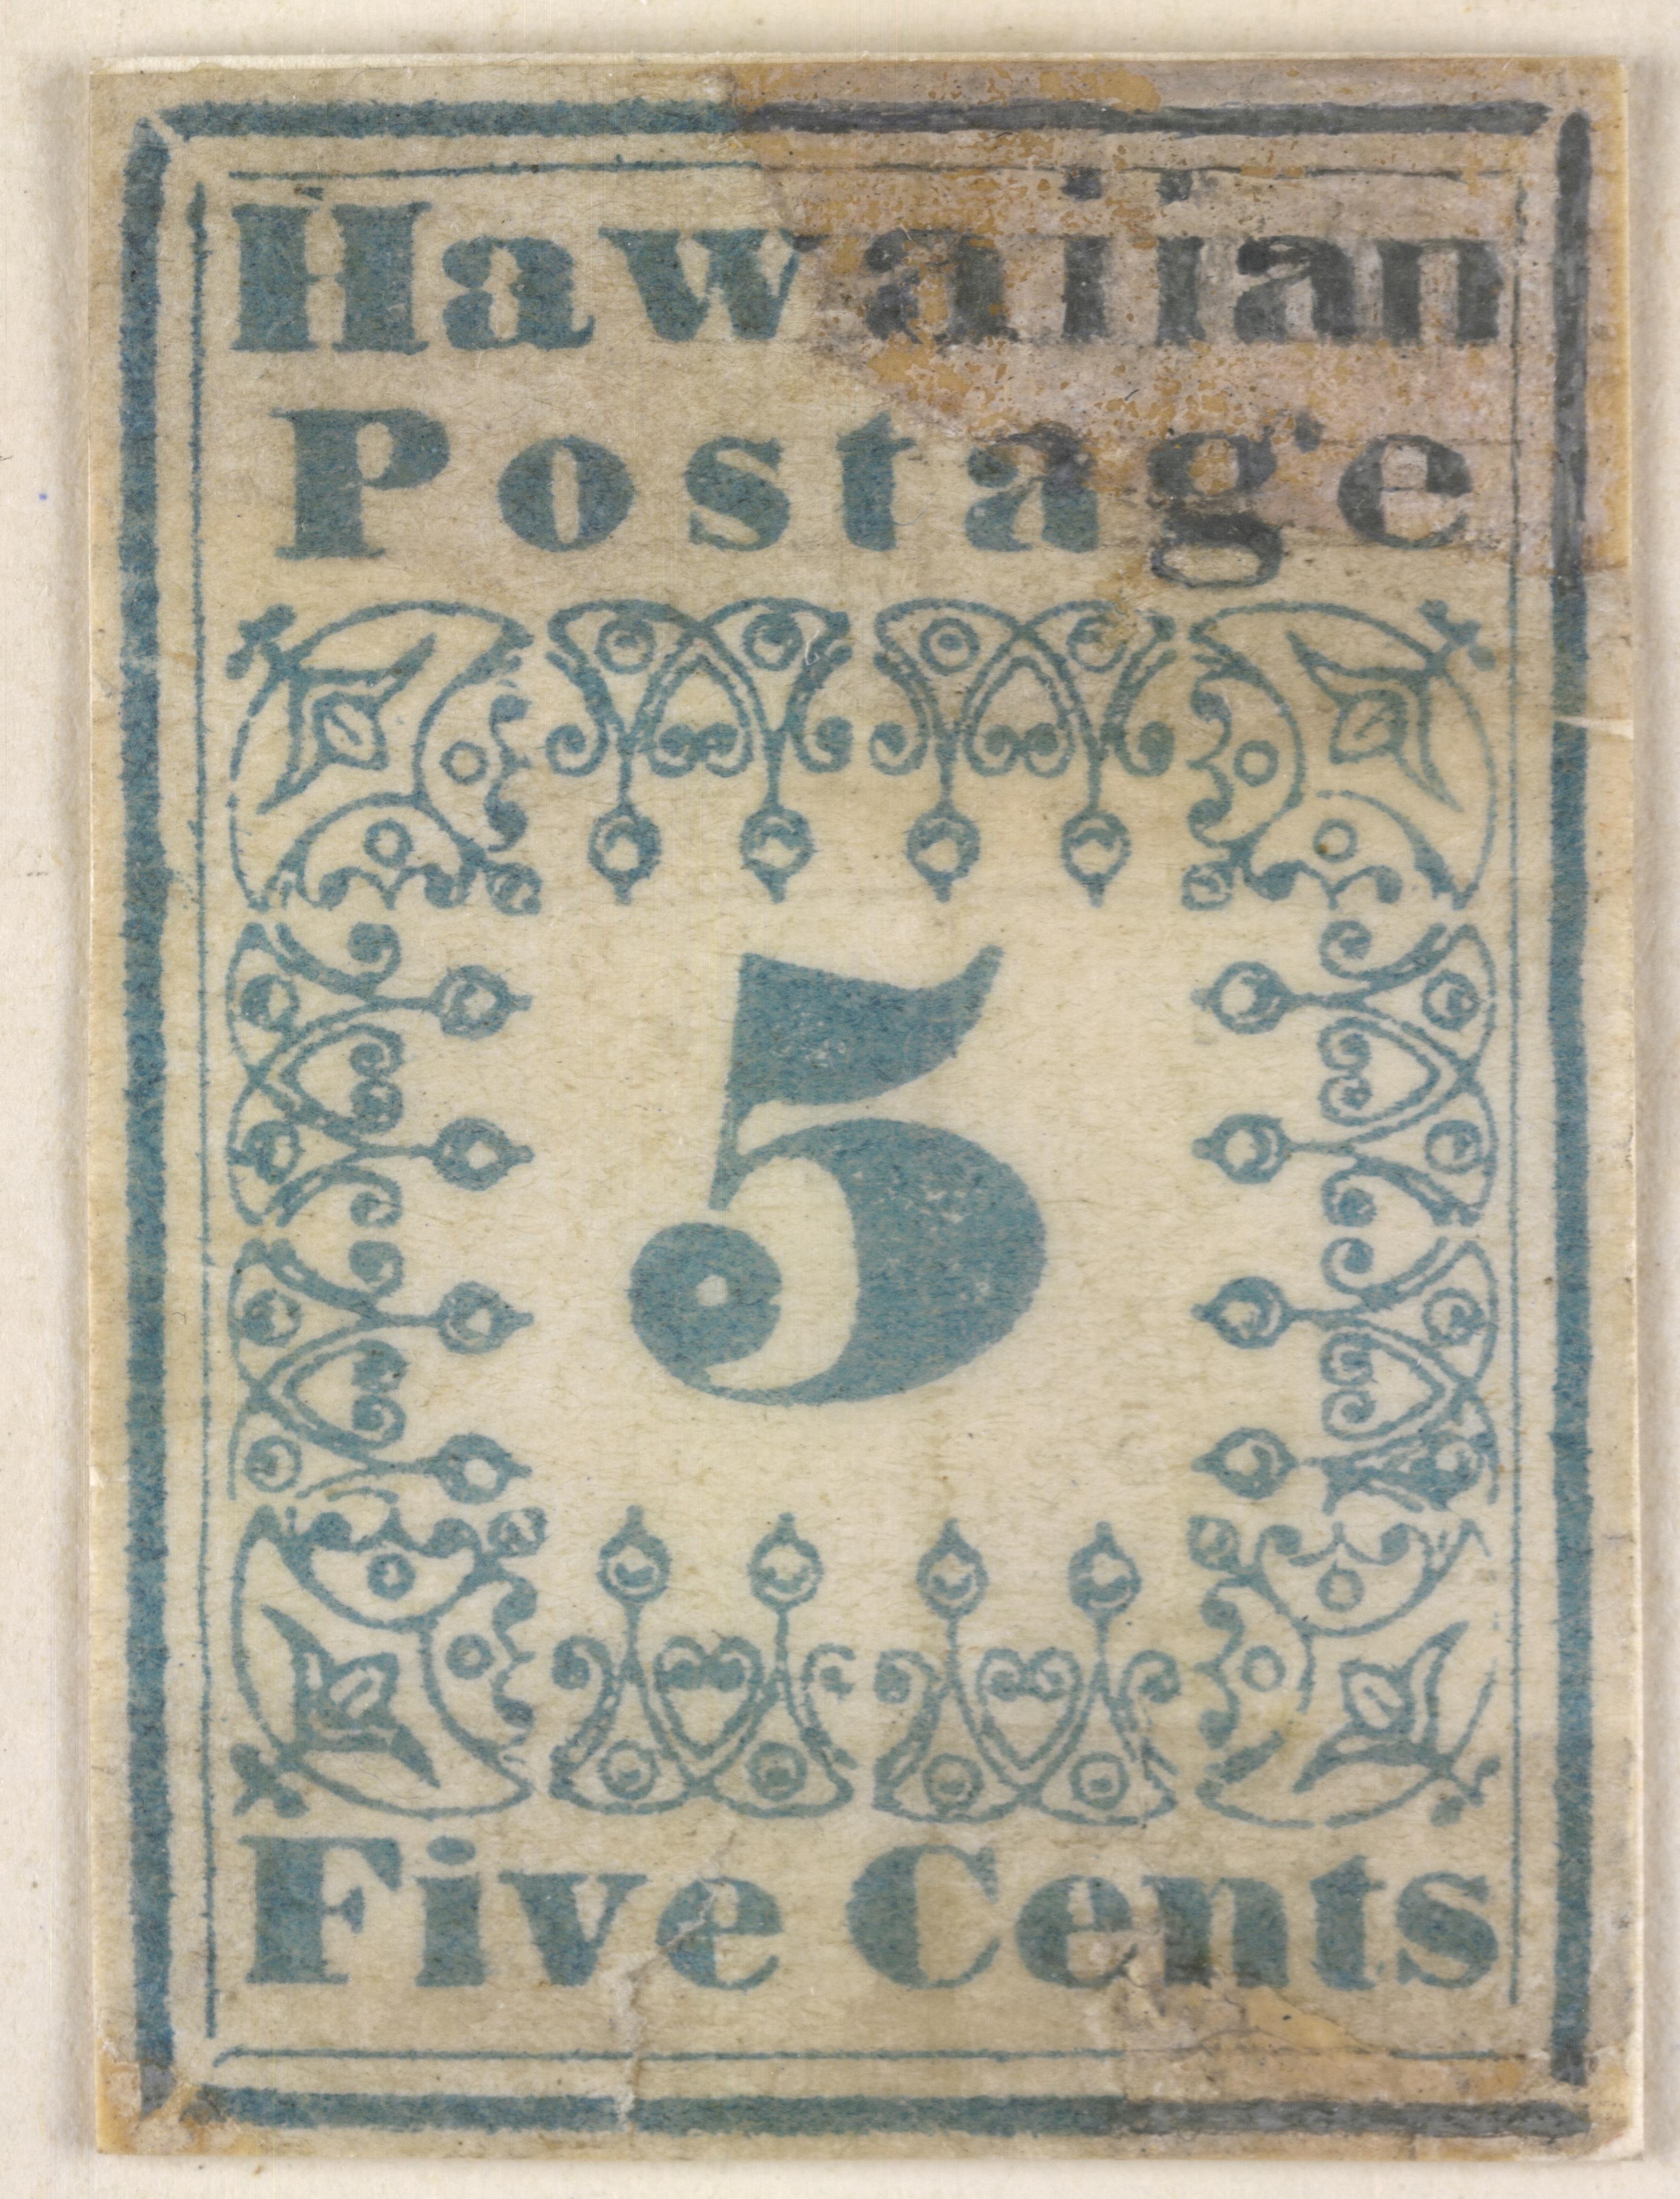 Hawaiian
Postage
5
Five Cents